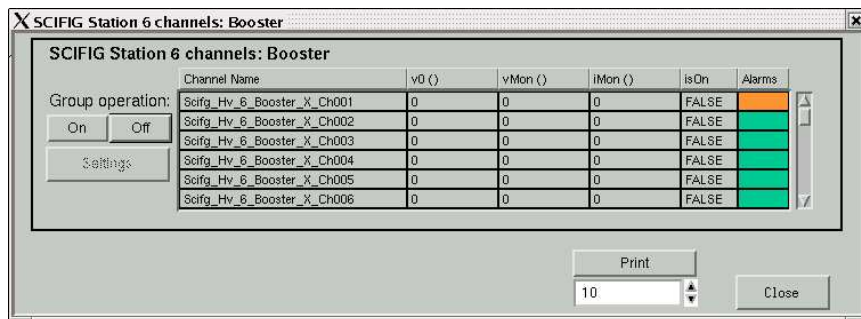 X SCIFIG Station 6 channels: Booster
SCIFIG Station 6 channels: Booster
Channel Name v0 () vMon () iMon () isOn Alarms
Group operation:
On Off
Settings
Scifg_Hv_6_Booster_X_Ch001 0 0 0 FALSE
Scifg_Hv_6_Booster_X_Ch002 0 0 0 FALSE
Scifg_Hv_6_Booster_X_Ch003 0 0 0 FALSE
Scifg_Hv_6_Booster_X_Ch004 0 0 0 FALSE
Scifg_Hv_6_Booster_X_Ch005 0 0 0 FALSE
Scifg_Hv_6_Booster_X_Ch006 0 0 0 FALSE
Print
10
Close